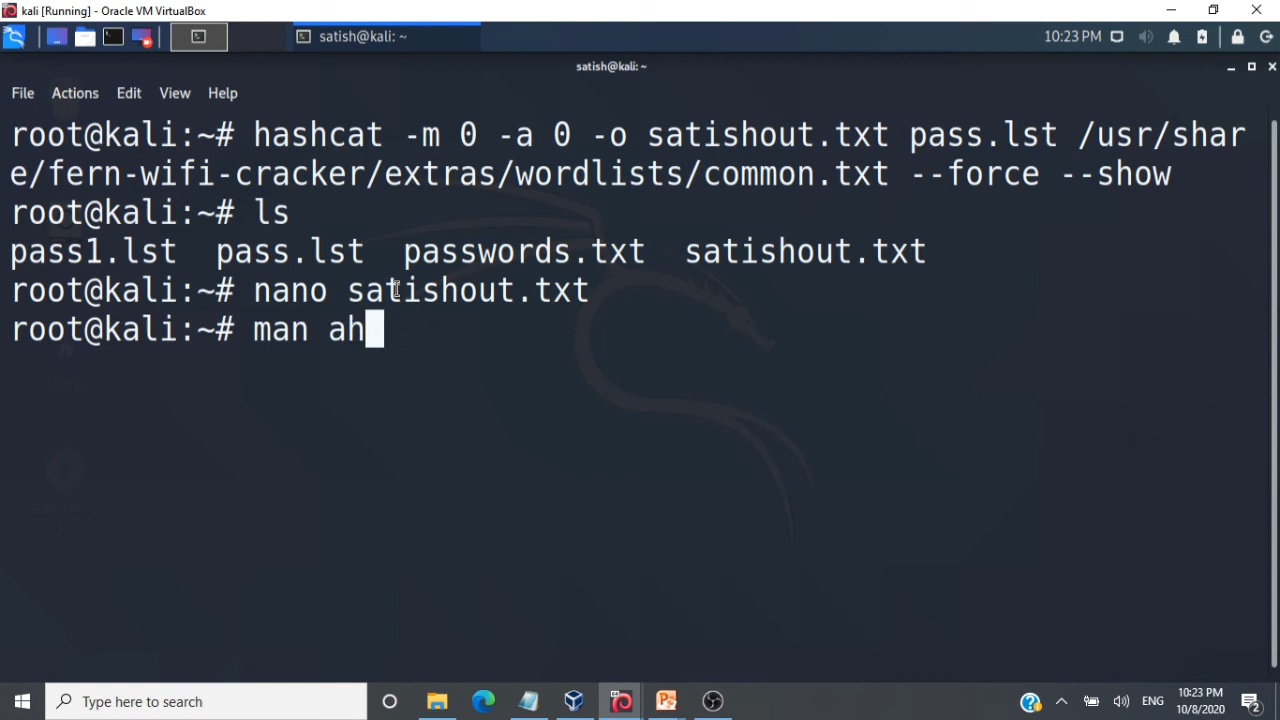 kali [Running] - Oracle VM VirtualBox
satish@kali: ~
10:23 PM
satish@kali: ~
File Actions Edit View Help
root@kali:~# hashcat -m 0 -a 0 -o satishout.txt pass.lst /usr/shar
e/fern-wifi-cracker/extras/wordlists/common.txt --force --show
root@kali:~# ls
pass1.lst pass.lst passwords.txt satishout.txt
root@kali:~# nano satishout.txt
root@kali:~# man ah
Type here to search
ENG
10:23 PM
10/8/2020
2